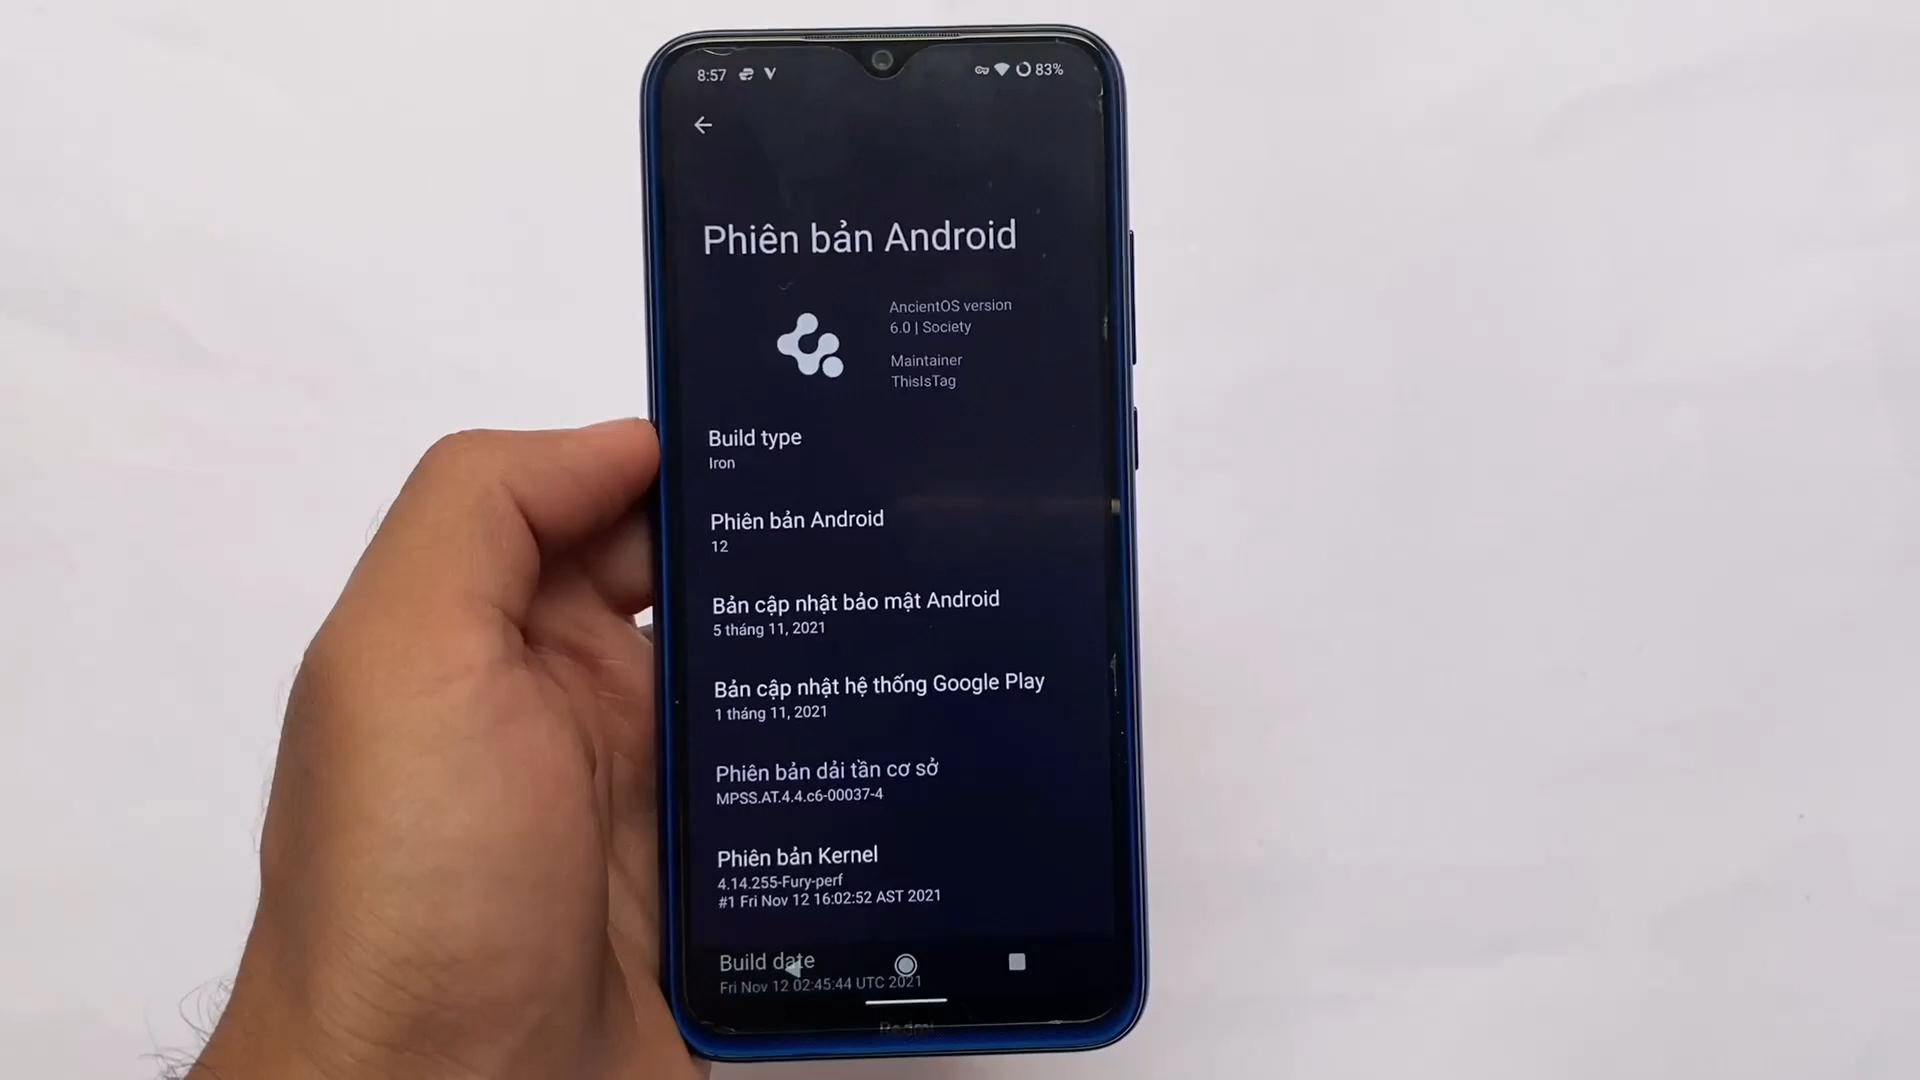 8:57
83%
Phiên bản Android
AncientOS version
6.0 | Society
Maintainer
ThisIsTag
Build type
Iron
Phiên bản Android
12
Bản cập nhật bảo mật Android
5 tháng 11, 2021
Bản cập nhật hệ thống Google Play
1 tháng 11, 2021
Phiên bản dải tần cơ sở
MPSS.AT.4.4.c6-00037-4
Phiên bản Kernel
4.14.255-Fury-perf
#1 Fri Nov 12 16:02:52 AST 2021
Build date
Fri Nov 12 02:45:44 UTC 2021
Redmi